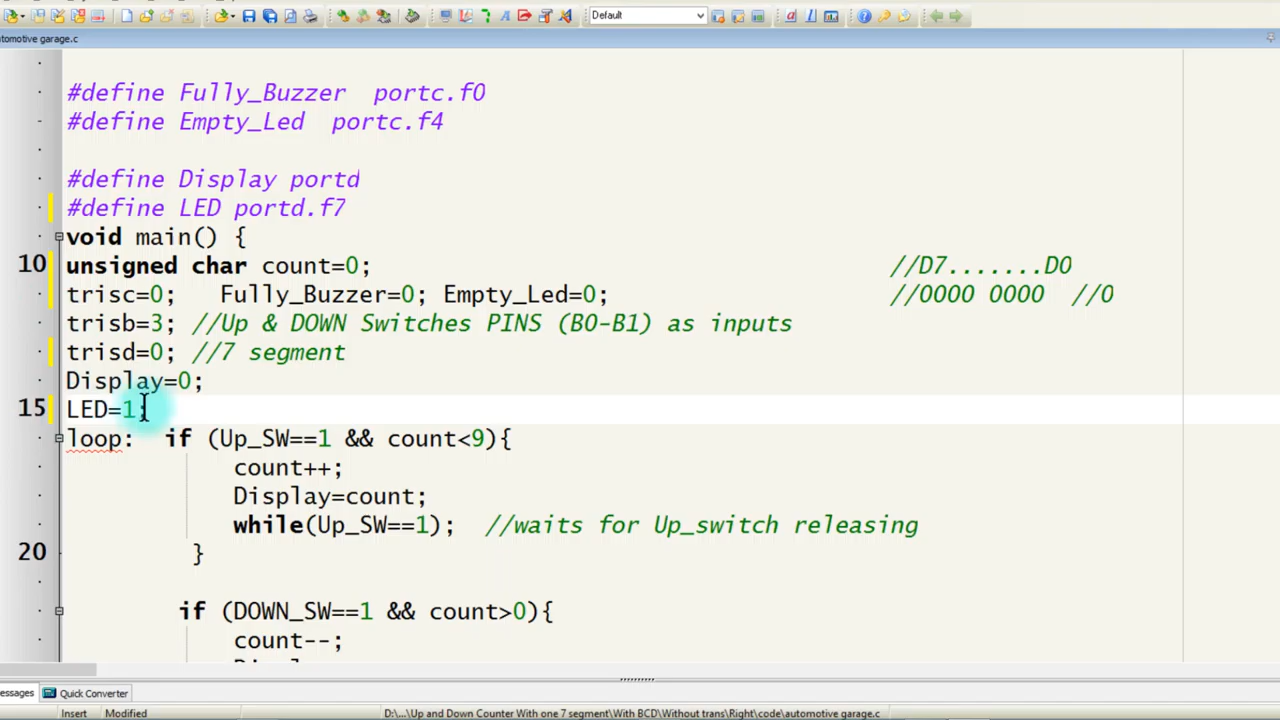 Default
utomotive garage.c
#define Fully_Buzzer portc.f0
#define Empty_Led portc.f4
#define Display portd
#define LED portd.f7
void main() {
10 unsigned char count=0; //D7.......D0
trisc=0; Fully_Buzzer=0; Empty_Led=0; //0000 0000 //0
trisb=3; //Up & DOWN Switches PINS (B0-B1) as inputs
trisd=0; //7 segment
Display=0;
15 LED=1;
loop: if (Up_SW==1 && count<9){
count++;
Display=count;
while(Up_SW==1); //waits for Up_switch releasing
20 }
if (DOWN_SW==1 && count>0){
count--;
essages Quick Converter
Insert Modified D:\...\Up and Down Counter With one 7 segment\With BCD\Without trans\Right\code\automotive garage.c